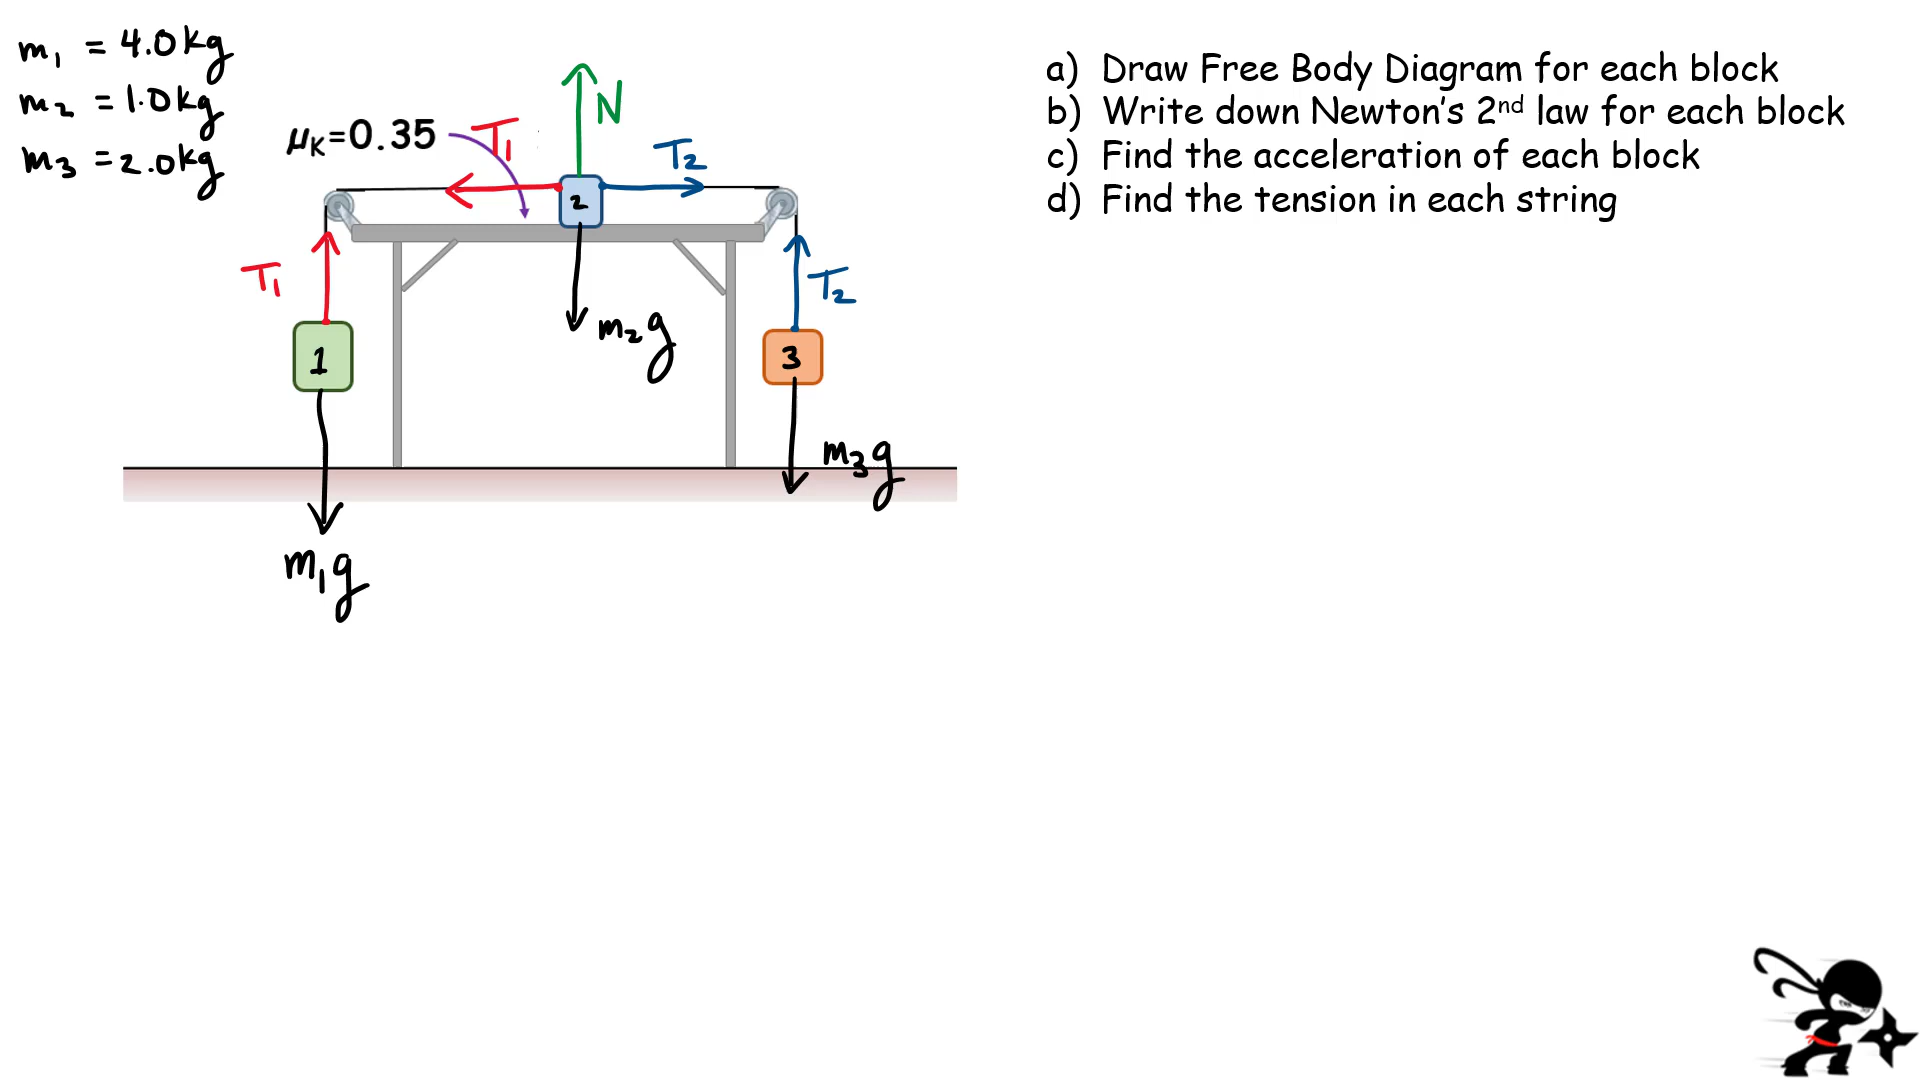 m₁ = 4.0kg
m₂ = 1.0kg
m₃ = 2.0kg
μK=0.35
T₁
N
T₂
2
T₁
T₂
m₂g
1
3
m₃g
m₁g
a) Draw Free Body Diagram for each block
b) Write down Newton's 2nd law for each block
c) Find the acceleration of each block
d) Find the tension in each string